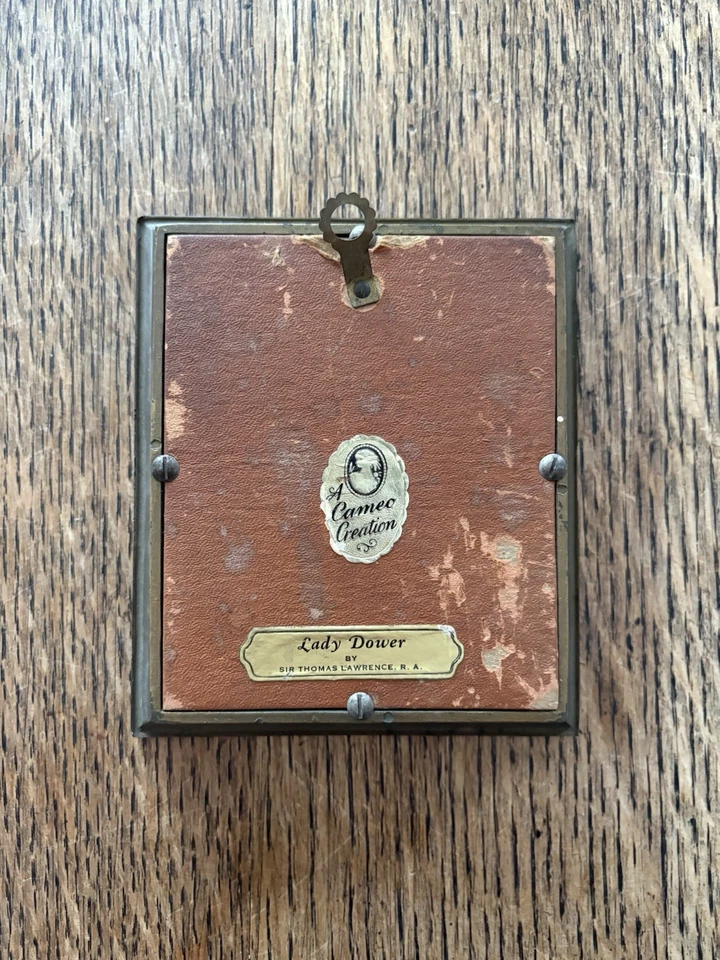 A
Cameo
Creation
Lady Dower
BY
SIR THOMAS LAWRENCE, R. A.